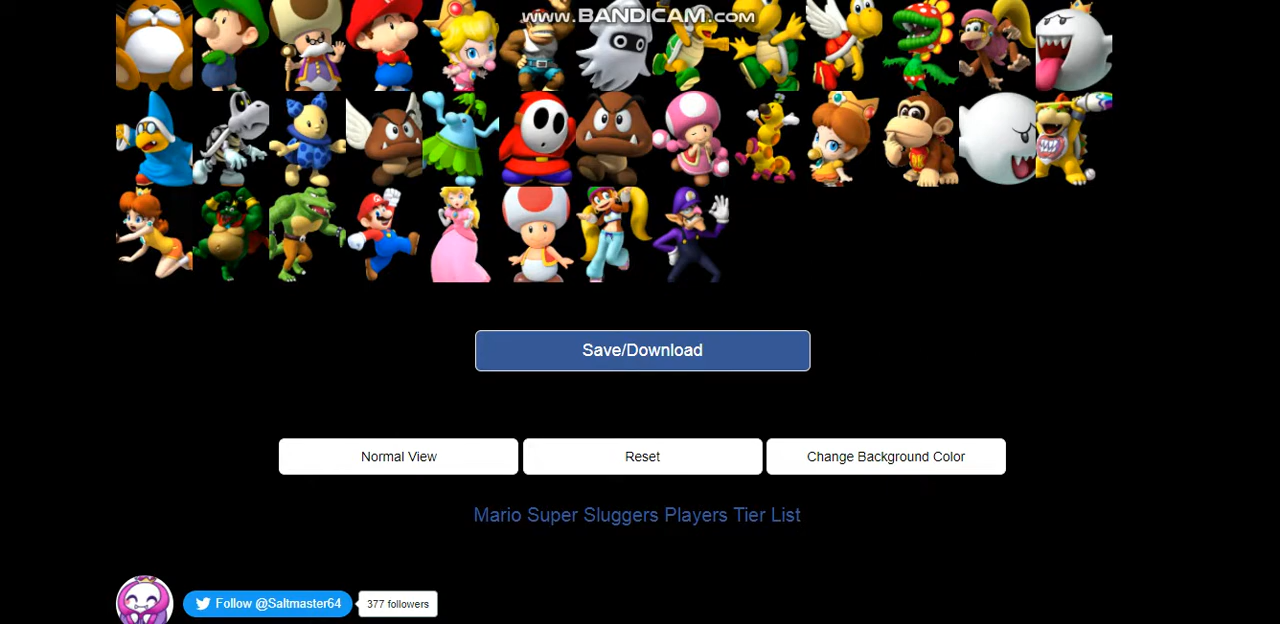 www.BANDICAM.com
Save/Download
Normal View
Reset
Change Background Color
Mario Super Sluggers Players Tier List
Follow @Saltmaster64
377 followers